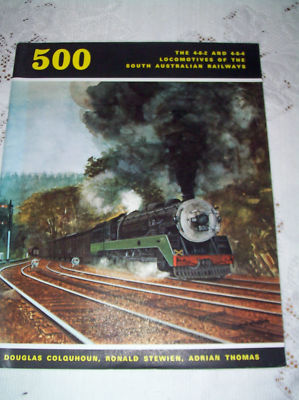 500
THE 4-8-2 AND 4-8-4
LOCOMOTIVES OF THE
SOUTH AUSTRALIAN RAILWAYS
DOUGLAS COLQUHOUN, RONALD STEWIEN, ADRIAN THOMAS